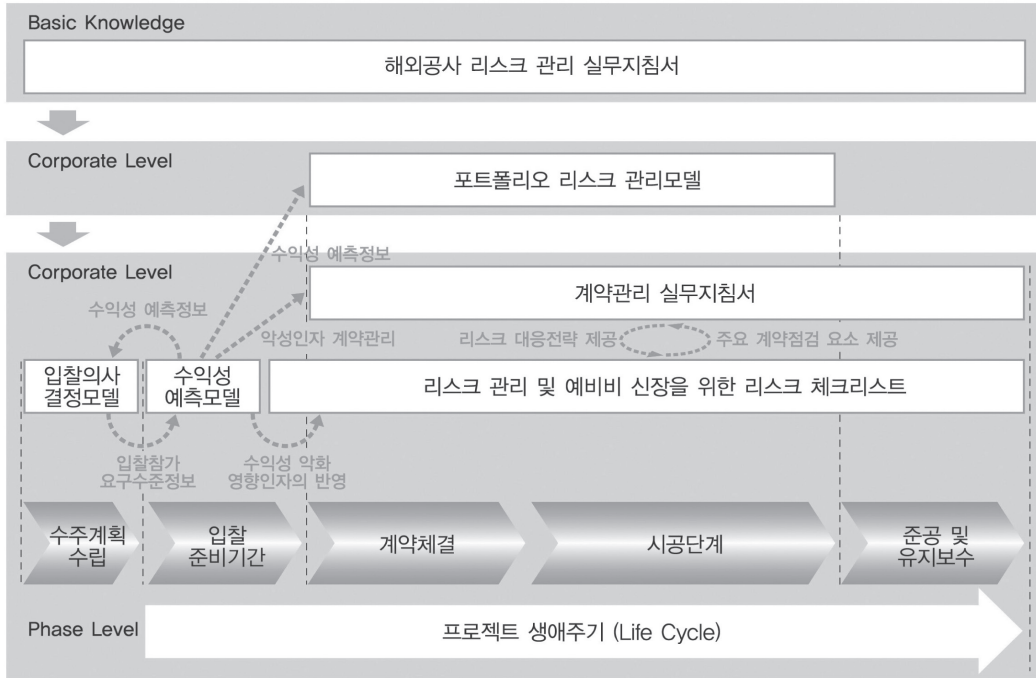 Basic Knowledge
해외공사 리스크 관리 실무지침서
Corporate Level
포트폴리오 리스크 관리모델
수익성 예측정보
Corporate Level
계약관리 실무지침서
수익성 예측정보
악성인자 계약관리
리스크 대응전략 제공
주요 계약점검 요소 제공
입찰의사
결정모델
수익성
예측모델
리스크 관리 및 예비비 신장을 위한 리스크 체크리스트
입찰참가
요구수준정보
수익성 악화
영향인자의 반영
수주계획
수립
입찰
준비기간
계약체결
시공단계
준공 및
유지보수
Phase Level
프로젝트 생애주기 (Life Cycle)